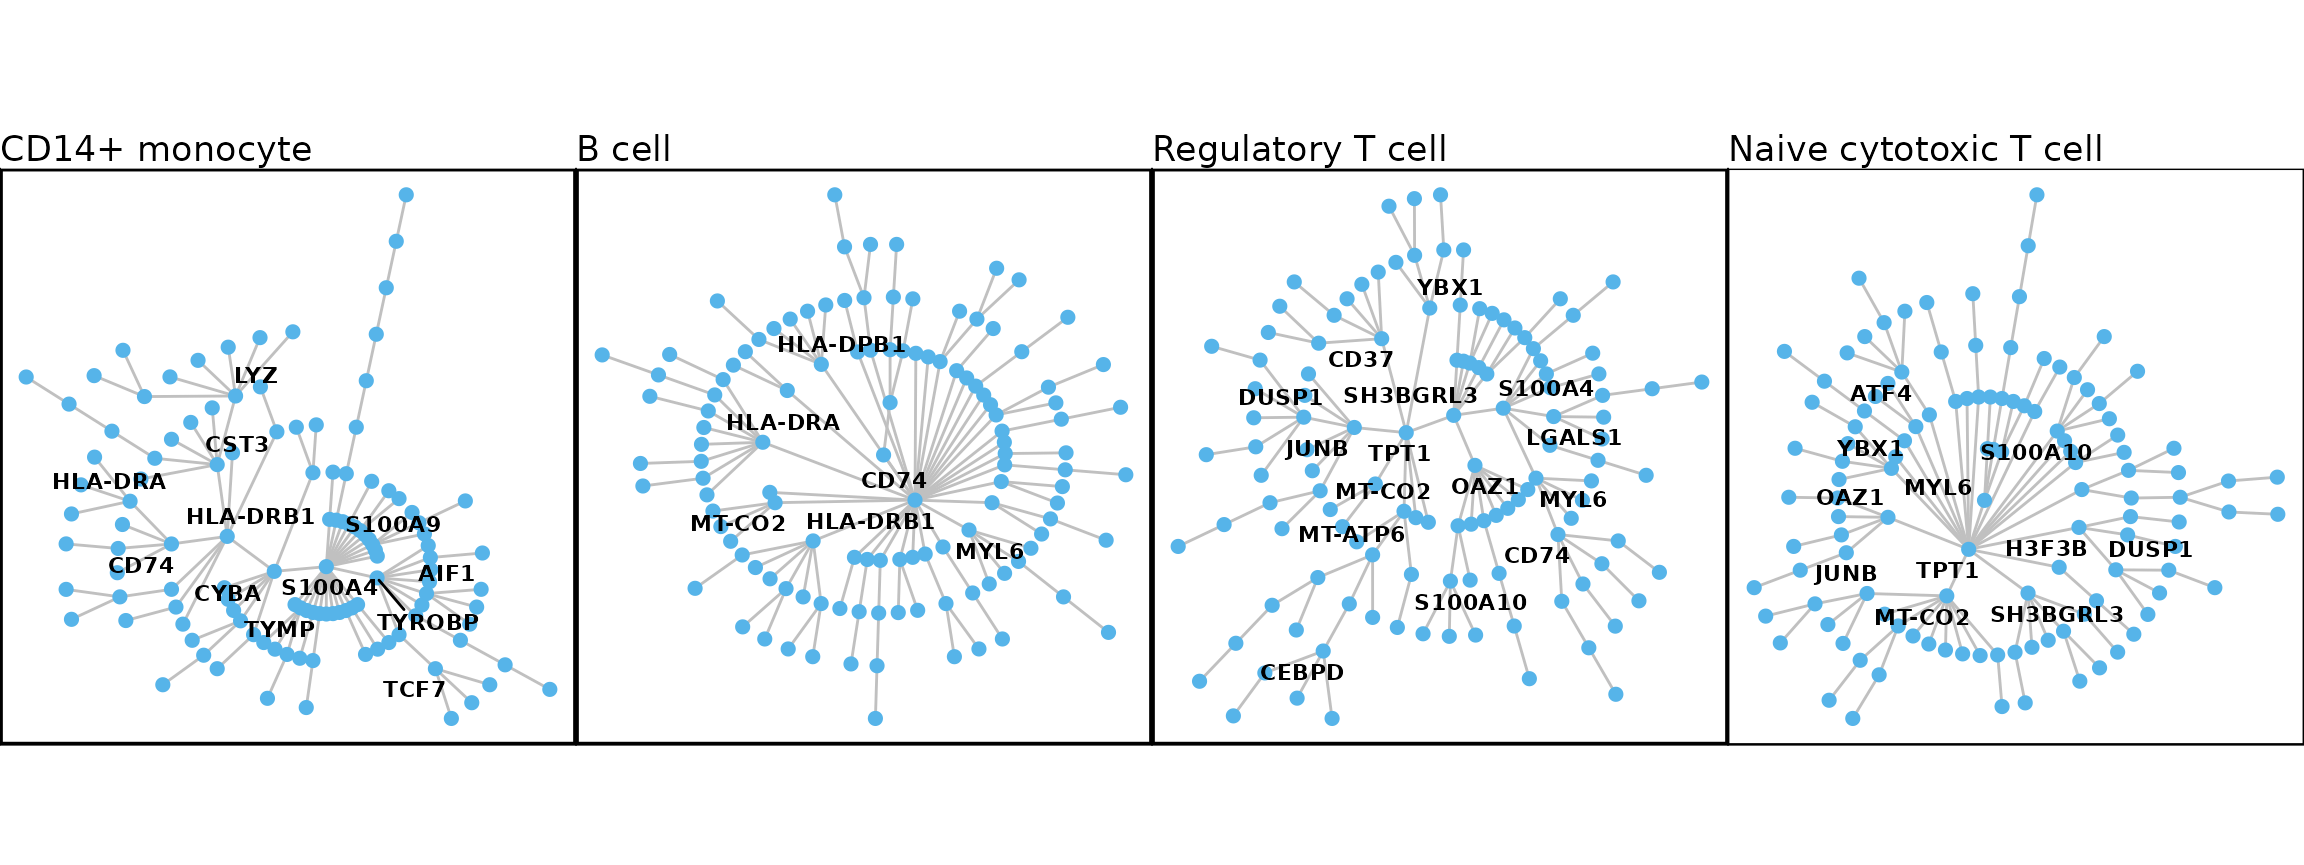 CD14+ monocyte
LYZ
CST3
HLA-DRA
HLA-DRB1
S100A9
CD74
AIF1
CYBA
S100A4
TYMP
TYROBP
TCF7
B cell
HLA-DPB1
HLA-DRA
CD74
MT-CO2
HLA-DRB1
MYL6
Regulatory T cell
YBX1
CD37
SH3BGRL3
S100A4
DUSP1
JUNB
TPT1
LGALS1
MT-CO2
OAZ1
MYL6
MT-ATP6
CD74
S100A10
CEBPD
Naive cytotoxic T cell
ATF4
YBX1
S100A10
OAZ1
MYL6
H3F3B
DUSP1
JUNB
TPT1
MT-CO2
SH3BGRL3